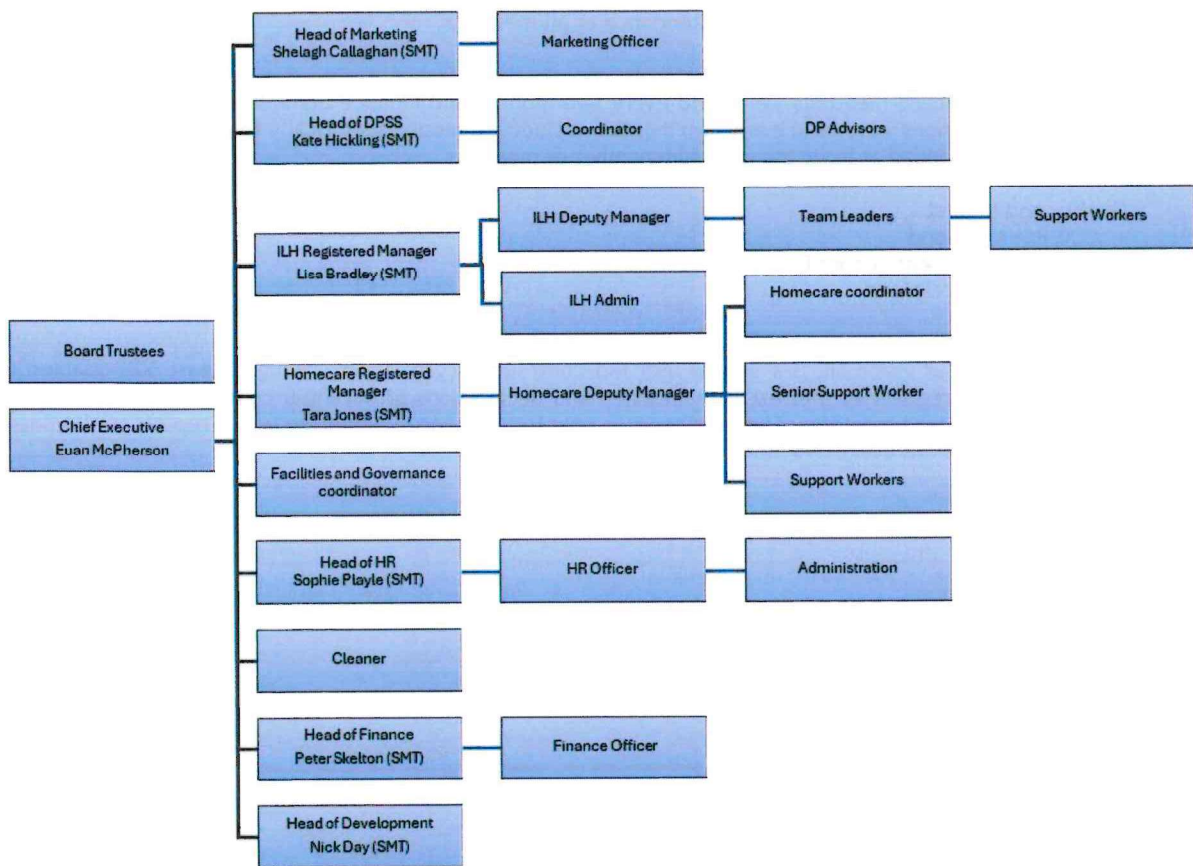 Head of Marketing
Shelagh Callaghan (SMT)
Marketing Officer
Head of DPSS
Kate Hickling (SMT)
Coordinator
DP Advisors
ILH Registered Manager
Lisa Bradley (SMT)
ILH Deputy Manager
Team Leaders
Support Workers
ILH Admin
Board Trustees
Chief Executive
Euan McPherson
Homecare Registered
Manager
Tara Jones (SMT)
Homecare Deputy Manager
Homecare coordinator
Senior Support Worker
Support Workers
Facilities and Governance
coordinator
Head of HR
Sophie Playle (SMT)
HR Officer
Administration
Cleaner
Head of Finance
Peter Skelton (SMT)
Finance Officer
Head of Development
Nick Day (SMT)